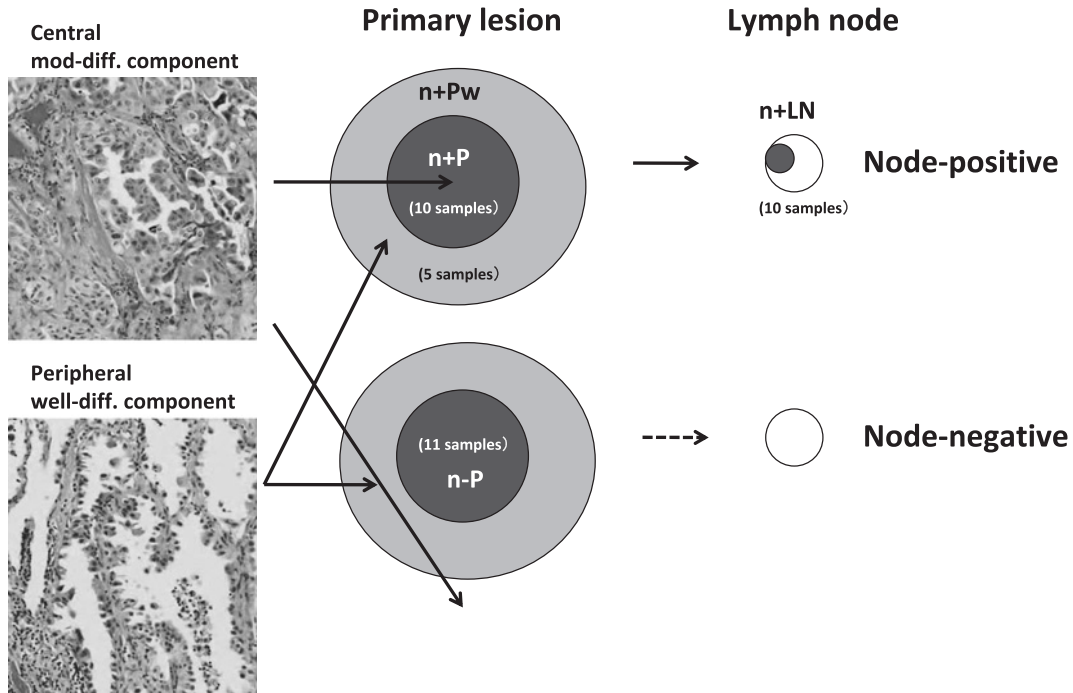 Primary lesion
Lymph node
Central
mod-diff. component
n+Pw
n+P
(10 samples)
(5 samples)
n+LN
(10 samples)
Node-positive
Peripheral
well-diff. component
(11 samples)
n-P
Node-negative